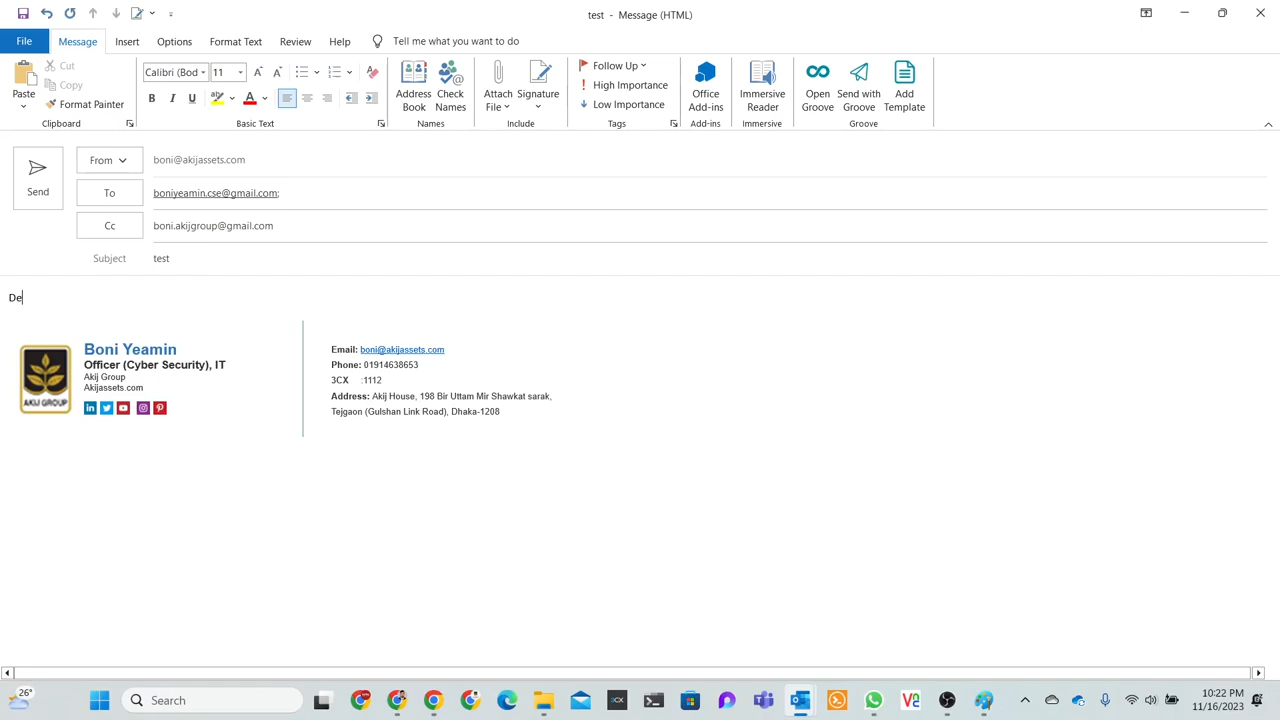 test - Message (HTML)
File Message Insert Options Format Text Review Help Tell me what you want to do
Paste
Cut
Copy
Format Painter
Clipboard
Calibri (Bod 11
B I U
Basic Text
Address Book
Check Names
Names
Attach File
Signature
Include
Follow Up
High Importance
Low Importance
Tags
Office Add-ins
Add-ins
Immersive Reader
Immersive
Open Groove
Send with Groove
Add Template
Groove
Send
From boni@akijassets.com
To boniyeamin.cse@gmail.com;
Cc boni.akijgroup@gmail.com
Subject test
De
AKIJ GROUP
Boni Yeamin
Officer (Cyber Security), IT
Akij Group
Akijassets.com
Email: boni@akijassets.com
Phone: 01914638653
3CX :1112
Address: Akij House, 198 Bir Uttam Mir Shawkat sarak,
Tejgaon (Gulshan Link Road), Dhaka-1208
26°
Search
10:22 PM
11/16/2023